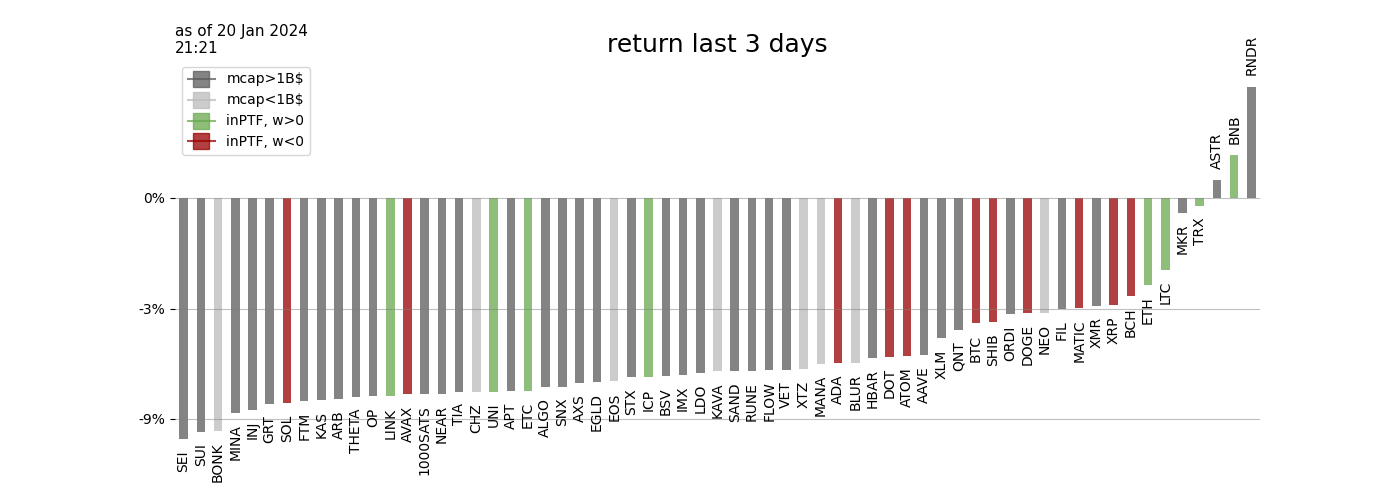 as of 20 Jan 2024
21:21
return last 3 days
mcap>1B$
mcap<1B$
inPTF, w>0
inPTF, w<0
0%
-3%
-9%
SEI
SUI
BONK
MINA
INJ
GRT
SOL
FTM
KAS
ARB
THETA
OP
LINK
AVAX
1000SATS
NEAR
TIA
CHZ
UNI
APT
ETC
ALGO
SNX
AXS
EGLD
EOS
STX
ICP
BSV
IMX
LDO
KAVA
SAND
RUNE
FLOW
VET
XTZ
MANA
ADA
BLUR
HBAR
DOT
ATOM
AAVE
XLM
QNT
BTC
SHIB
ORDI
DOGE
NEO
FIL
MATIC
XMR
XRP
BCH
ETH
LTC
MKR
TRX
ASTR
BNB
RNDR